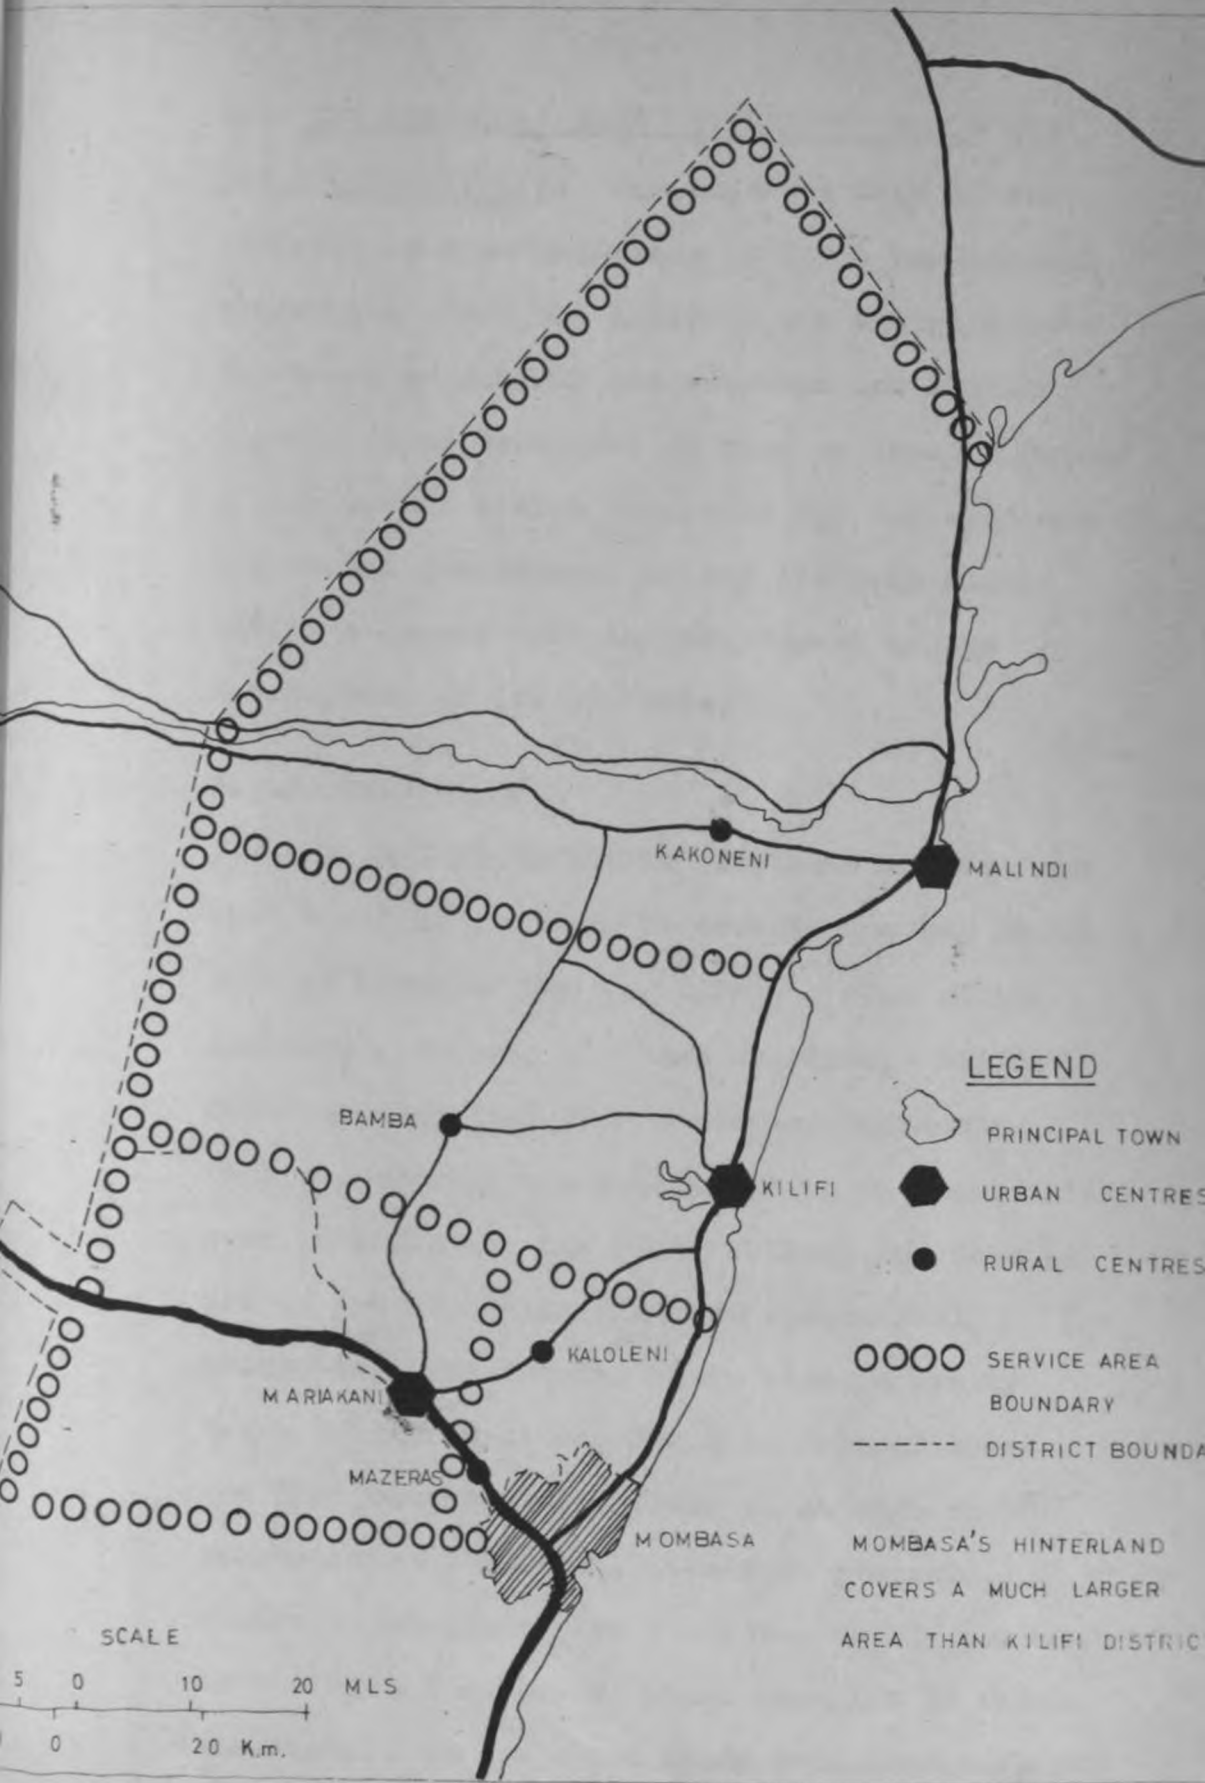 KAKONENI
MALINDI
LEGEND
BAMBA
PRINCIPAL TOWN
KILIFI
URBAN CENTRES
RURAL CENTRES
KALOLENI
SERVICE AREA
BOUNDARY
MARIAKANI
DISTRICT BOUNDA
MAZERAS
MOMBASA
MOMBASA'S HINTERLAND
COVERS A MUCH LARGER
AREA THAN KILIFI DISTRIC
SCALE
5 0 10 20 MLS
0 20 K.m.